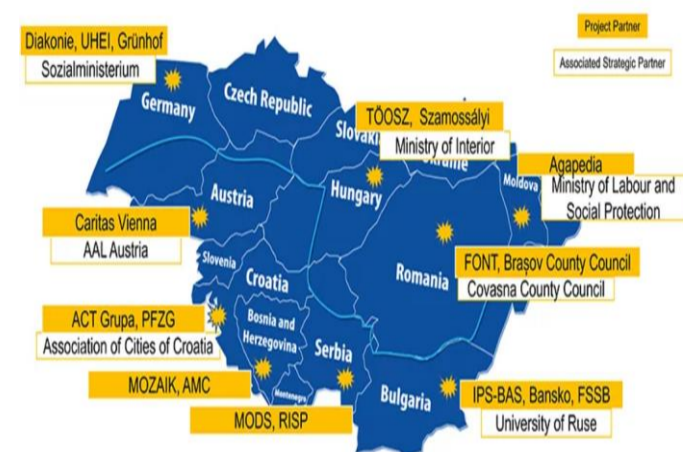 Project Partner
Associated Strategic Partner
Diakonie, UHEI, Grünhof
Sozialministerium
Germany
Czech Republic
TÖOSZ, Szamossályi
Ministry of Interior
Agapedia
Ministry of Labour and
Social Protection
Moldova
Austria
Hungary
Caritas Vienna
AAL Austria
Slovenia
Croatia
Romania
FONT, Brașov County Council
Covasna County Council
ACT Grupa, PFZG
Association of Cities of Croatia
Bosnia and
Herzegovina
Serbia
MOZAIK, AMC
Montenegro
MODS, RISP
Bulgaria
IPS-BAS, Bansko, FSSB
University of Ruse